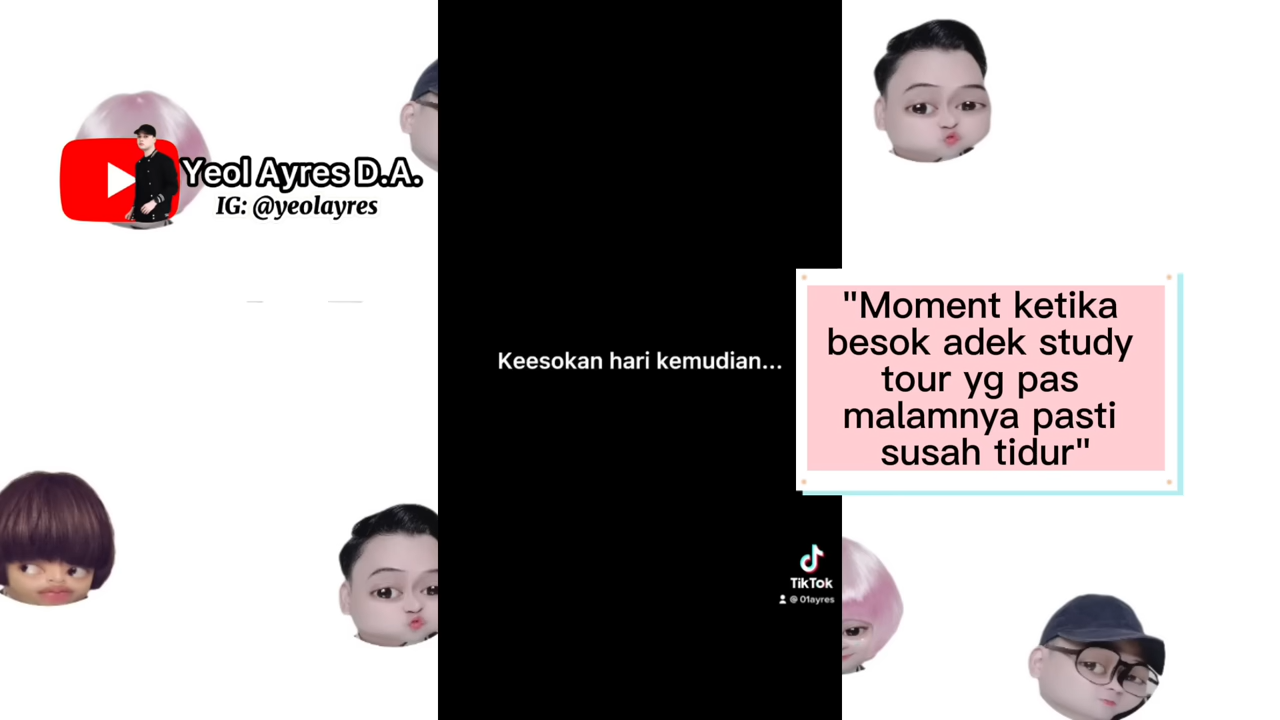 Yeol Ayres D.A.
IG: @yeolayres
Keesokan hari kemudian...
"Moment ketika
besok adek study
tour yg pas
malamnya pasti
susah tidur"
TikTok
@ 01ayres